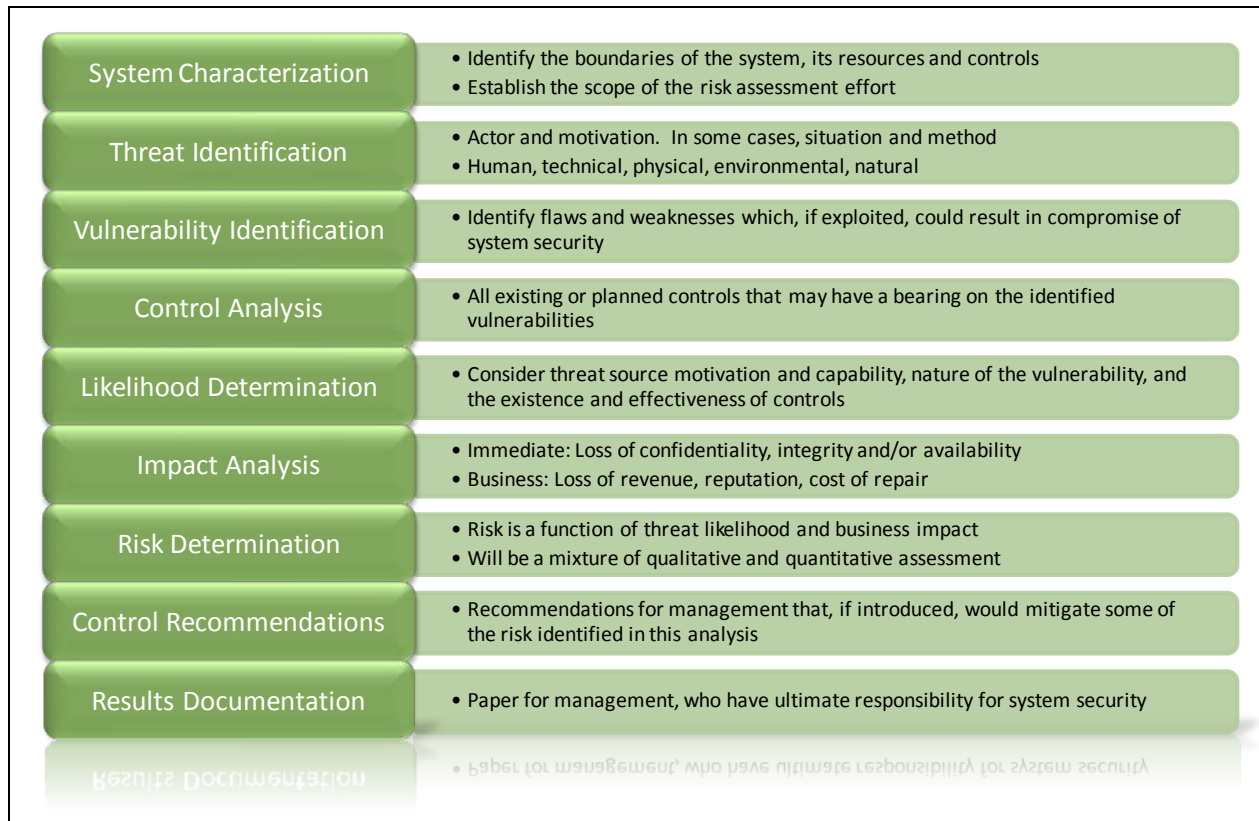 System Characterization
• Identify the boundaries of the system, its resources and controls
• Establish the scope of the risk assessment effort
Threat Identification
• Actor and motivation. In some cases, situation and method
• Human, technical, physical, environmental, natural
Vulnerability Identification
• Identify flaws and weaknesses which, if exploited, could result in compromise of
system security
Control Analysis
• All existing or planned controls that may have a bearing on the identified
vulnerabilities
Likelihood Determination
• Consider threat source motivation and capability, nature of the vulnerability, and
the existence and effectiveness of controls
Impact Analysis
• Immediate: Loss of confidentiality, integrity and/or availability
• Business: Loss of revenue, reputation, cost of repair
Risk Determination
• Risk is a function of threat likelihood and business impact
• Will be a mixture of qualitative and quantitative assessment
Control Recommendations
• Recommendations for management that, if introduced, would mitigate some of
the risk identified in this analysis
Results Documentation
• Paper for management, who have ultimate responsibility for system security